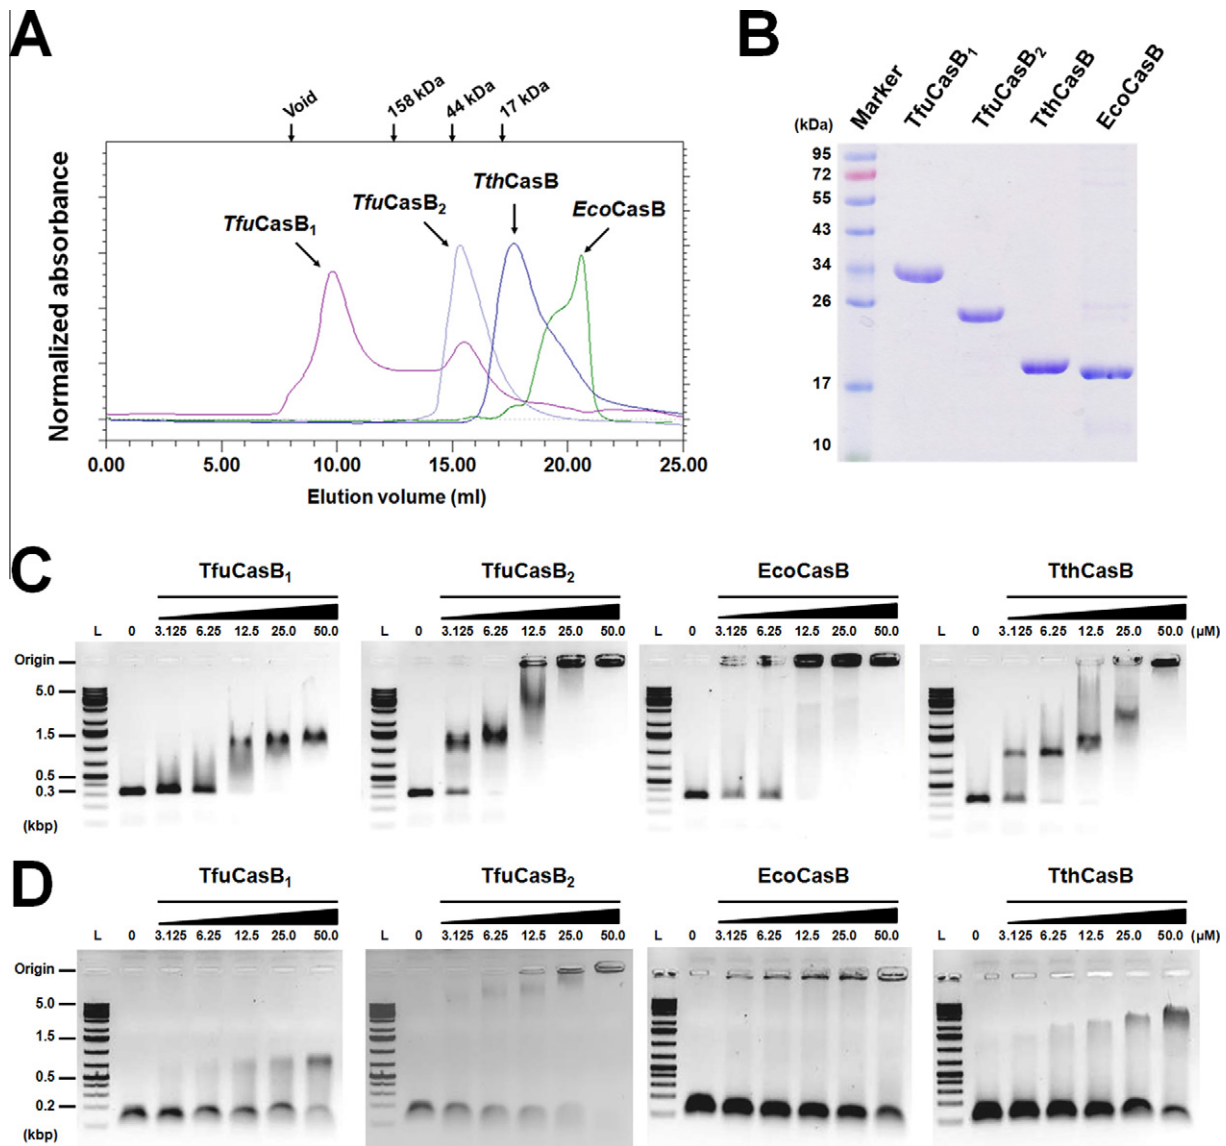 A
Void
158 kDa
44 kDa
17 kDa
Normalized absorbance
TfuCasB1
TfuCasB2
TthCasB
EcoCasB
0.00 5.00 10.00 15.00 20.00 25.00
Elution volume (ml)
B
(kDa) Marker TfuCasB1 TfuCasB2 TthCasB EcoCasB
95
72
55
43
34
26
17
10
C
TfuCasB1 TfuCasB2 EcoCasB TthCasB
L 0 3.125 6.25 12.5 25.0 50.0 L 0 3.125 6.25 12.5 25.0 50.0 L 0 3.125 6.25 12.5 25.0 50.0 L 0 3.125 6.25 12.5 25.0 50.0 (µM)
Origin
5.0
1.5
0.5
0.3
(kbp)
D
TfuCasB1 TfuCasB2 EcoCasB TthCasB
L 0 3.125 6.25 12.5 25.0 50.0 L 0 3.125 6.25 12.5 25.0 50.0 L 0 3.125 6.25 12.5 25.0 50.0 L 0 3.125 6.25 12.5 25.0 50.0 (µM)
Origin
5.0
1.5
0.5
0.2
(kbp)